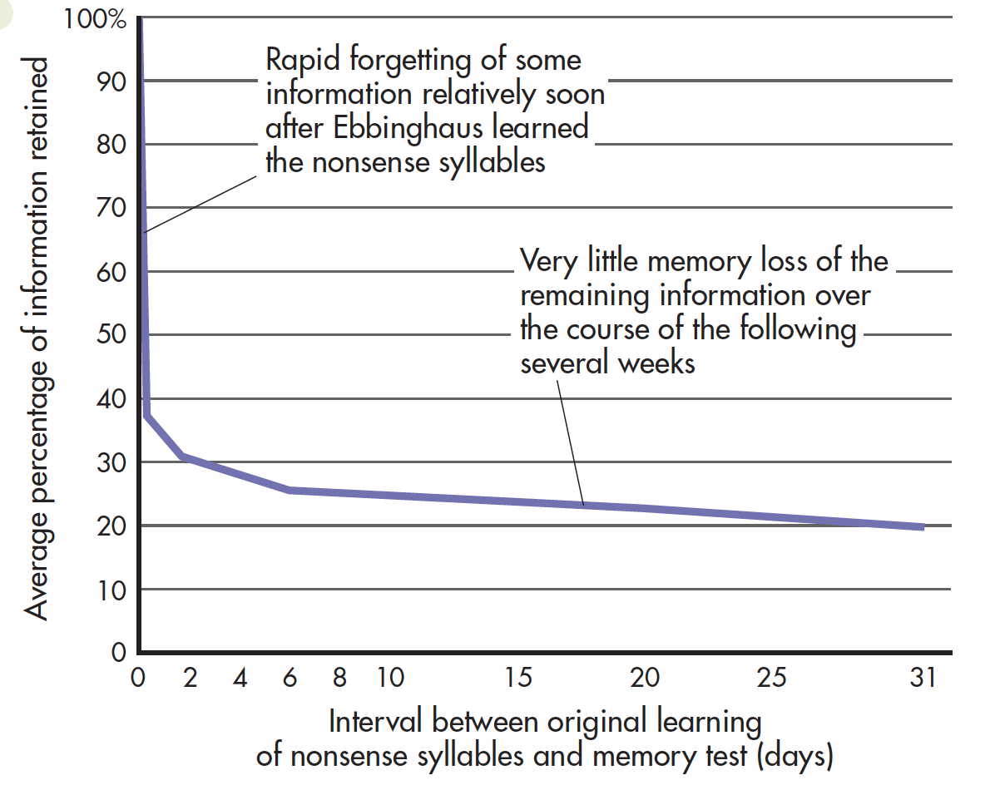 100%
90
80
70
60
50
40
30
20
10
0
Average percentage of information retained
Rapid forgetting of some
information relatively soon
after Ebbinghaus learned
the nonsense syllables
Very little memory loss of the
remaining information over
the course of the following
several weeks
0 2 4 6 8 10 15 20 25 31
Interval between original learning
of nonsense syllables and memory test (days)